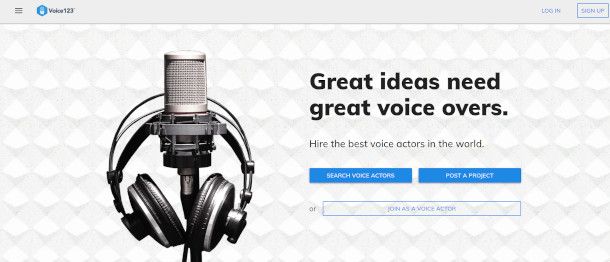 Voice123
LOG IN
SIGN UP
Great ideas need
great voice overs.
Hire the best voice actors in the world.
SEARCH VOICE ACTORS
POST A PROJECT
or
JOIN AS A VOICE ACTOR